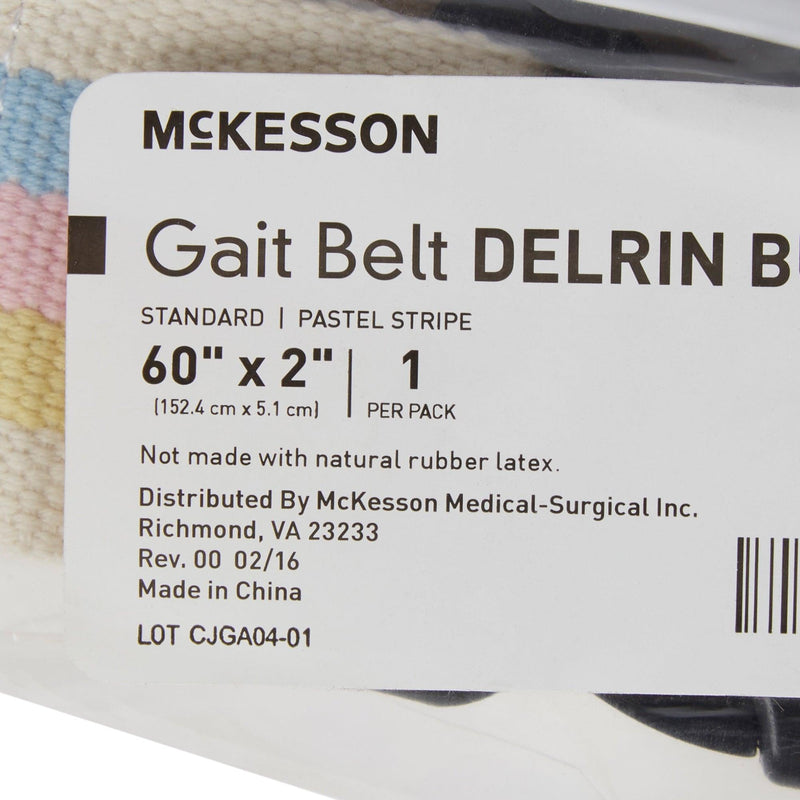 McKESSON
Gait Belt DELRIN
STANDARD | PASTEL STRIPE
60" x 2" | 1
(152.4 cm x 5.1 cm) PER PACK
Not made with natural rubber latex.
Distributed By McKesson Medical-Surgical Inc.
Richmond, VA 23233
Rev. 00 02/16
Made in China
LOT CJGA04-01